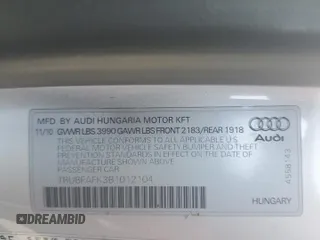 MFD BY AUDI HUNGARIA MOTOR KFT
11/10 GVWR LBS 3990 GAWR LBS FRONT 2183/REAR 1918
THIS VEHICLE CONFORMS TO ALL APPLICABLE
FEDERAL MOTOR VEHICLE SAFETY BUMPER AND THEFT
PREVENTION STANDARDS IN EFFECT ON THE DATE OF
MANUFACTURE SHOWN ABOVE
PASSENGER CAR
Audi
HUNGARY
DREAMBID